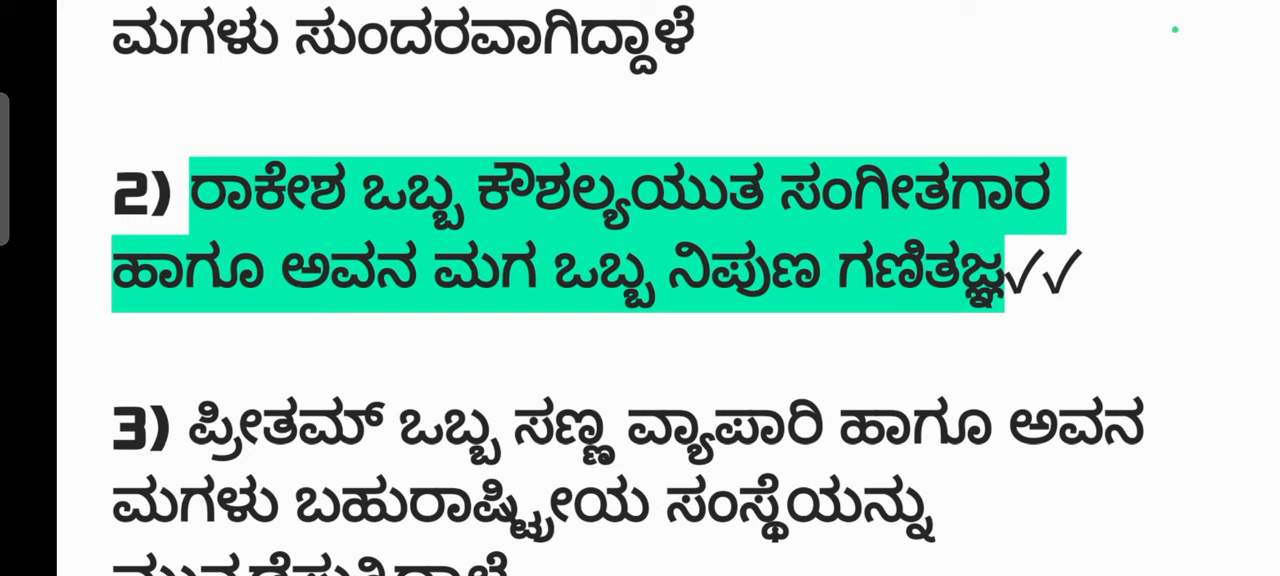 ಮಗಳು ಸುಂದರವಾಗಿದ್ದಾಳೆ
2) ರಾಕೇಶ ಒಬ್ಬ ಕೌಶಲ್ಯಯುತ ಸಂಗೀತಗಾರ
ಹಾಗೂ ಅವನ ಮಗ ಒಬ್ಬ ನಿಪುಣ ಗಣಿತಜ್ಞ✓✓
3) ಪ್ರೀತಮ್ ಒಬ್ಬ ಸಣ್ಣ ವ್ಯಾಪಾರಿ ಹಾಗೂ ಅವನ
ಮಗಳು ಬಹುರಾಷ್ಟ್ರೀಯ ಸಂಸ್ಥೆಯನ್ನು